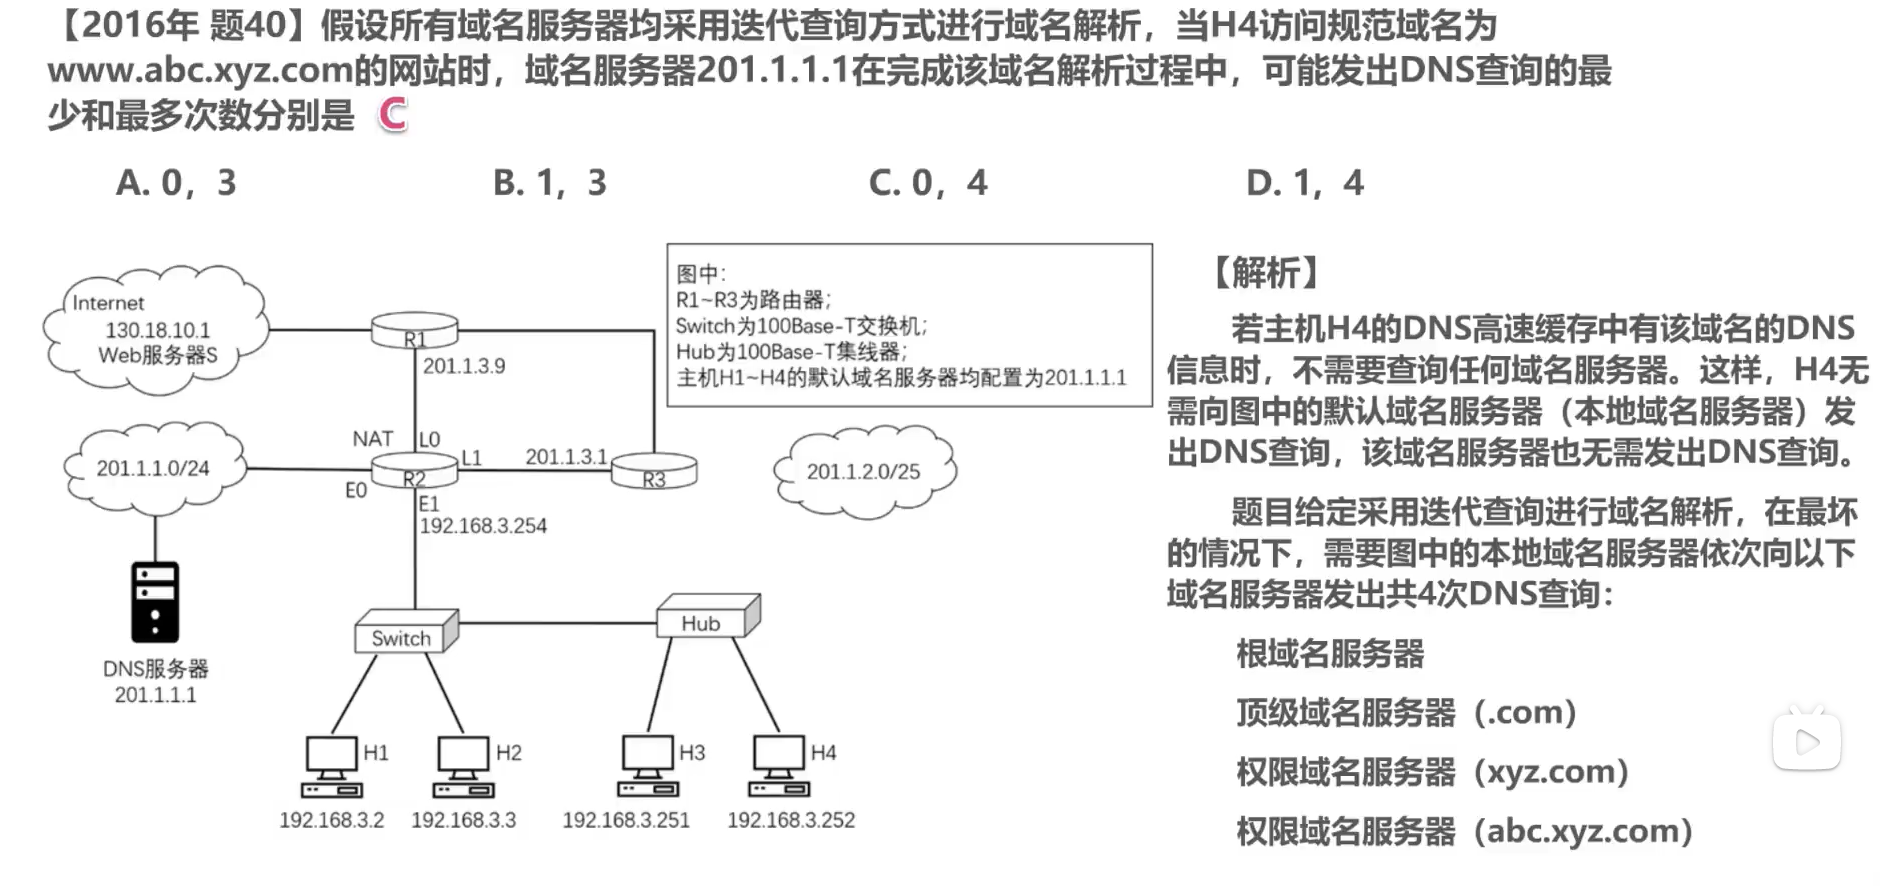 【2016年 题40】假设所有域名服务器均采用迭代查询方式进行域名解析，当H4访问规范域名为
www.abc.xyz.com的网站时，域名服务器201.1.1.1在完成该域名解析过程中，可能发出DNS查询的最
少和最多次数分别是 C
A. 0，3 B. 1，3 C. 0，4 D. 1，4
Internet
130.18.10.1
Web服务器S
R1
201.1.3.9
图中：
R1~R3为路由器；
Switch为100Base-T交换机；
Hub为100Base-T集线器；
主机H1~H4的默认域名服务器均配置为201.1.1.1
NAT L0
201.1.1.0/24
E0
R2
L1
201.1.3.1
R3
201.1.2.0/25
E1
192.168.3.254
DNS服务器
201.1.1.1
Switch
Hub
H1
H2
H3
H4
192.168.3.2
192.168.3.3
192.168.3.251
192.168.3.252
【解析】
若主机H4的DNS高速缓存中有该域名的DNS
信息时，不需要查询任何域名服务器。这样，H4无
需向图中的默认域名服务器（本地域名服务器）发
出DNS查询，该域名服务器也无需发出DNS查询。
题目给定采用迭代查询进行域名解析，在最坏
的情况下，需要图中的本地域名服务器依次向以下
域名服务器发出共4次DNS查询：
根域名服务器
顶级域名服务器（.com）
权限域名服务器（xyz.com）
权限域名服务器（abc.xyz.com）